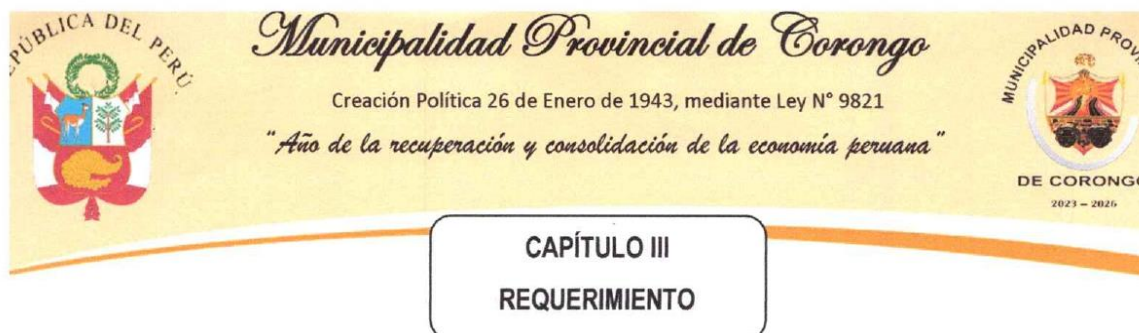 REPÚBLICA DEL PERÚ
Municipalidad Provincial de Corongo
Creación Política 26 de Enero de 1943, mediante Ley N° 9821
"Año de la recuperación y consolidación de la economía peruana"
MUNICIPALIDAD
DE CORONGO
2023 – 2026
CAPÍTULO III
REQUERIMIENTO